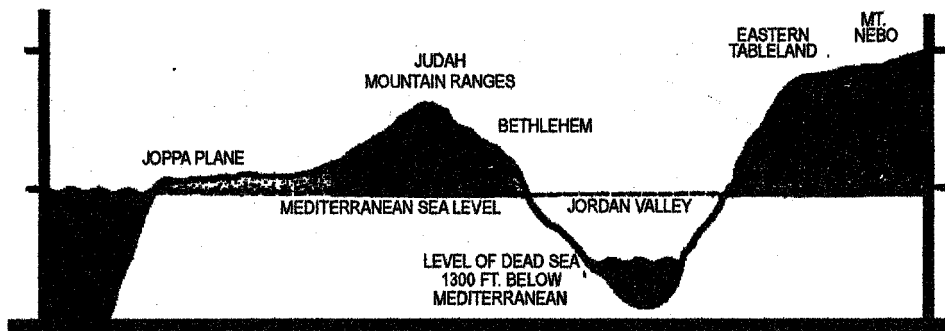 MT.
NEBO
EASTERN
TABLELAND
JUDAH
MOUNTAIN RANGES
BETHLEHEM
JOPPA PLANE
MEDITERRANEAN SEA LEVEL
JORDAN VALLEY
LEVEL OF DEAD SEA
1300 FT. BELOW
MEDITERRANEAN